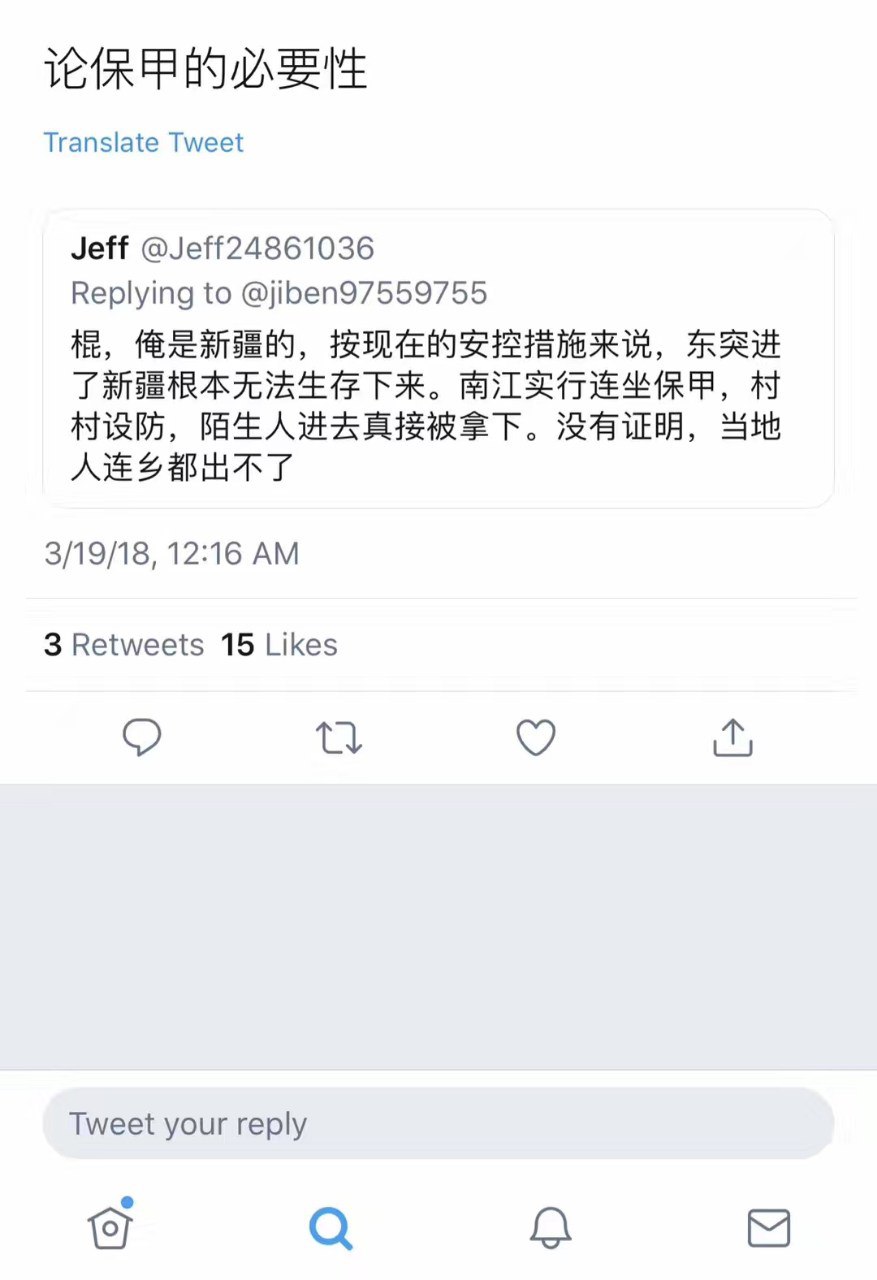 论保甲的必要性
Translate Tweet
Jeff @Jeff24861036
Replying to @jiben97559755
棍，俺是新疆的，按现在的安控措施来说，东突进
了新疆根本无法生存下来。南江实行连坐保甲，村
村设防，陌生人进去真接被拿下。没有证明，当地
人连乡都出不了
3/19/18, 12:16 AM
3 Retweets 15 Likes
Tweet your reply